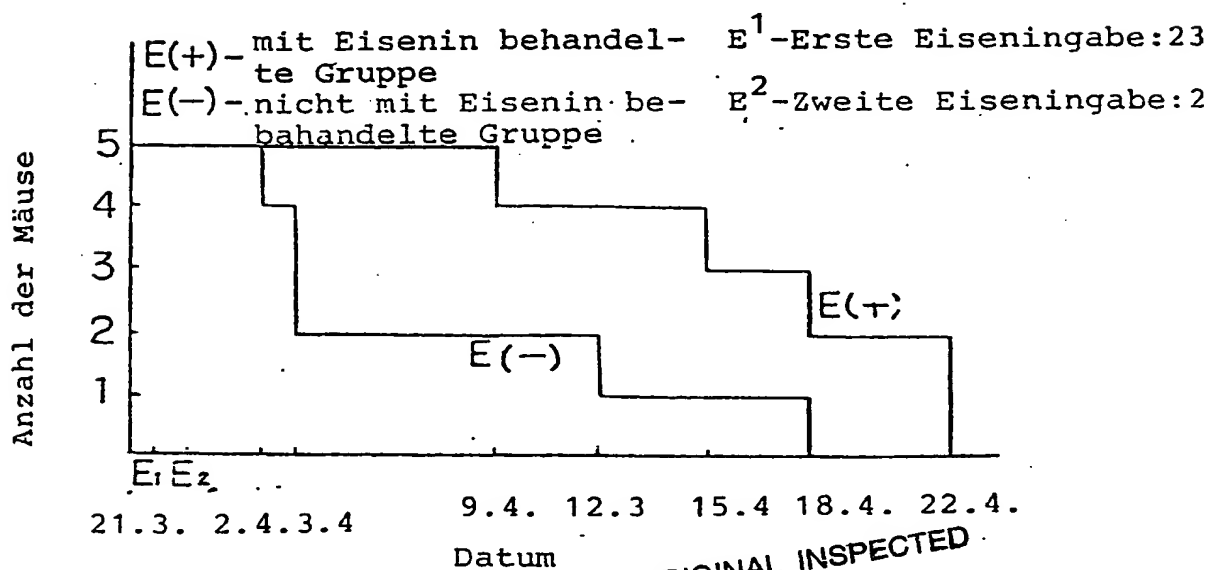 E(+)- mit Eisenin behandel- E¹-Erste Eiseningabe:23
te Gruppe
E(-)- nicht mit Eisenin be- E²-Zweite Eiseningabe:2
bahandelte Gruppe
5
4
3
2
1
Anzahl der Mäuse
E(+)
E(-)
E1 E2
21.3. 2.4.3.4 9.4. 12.3 15.4 18.4. 22.4.
Datum
INSPECTED